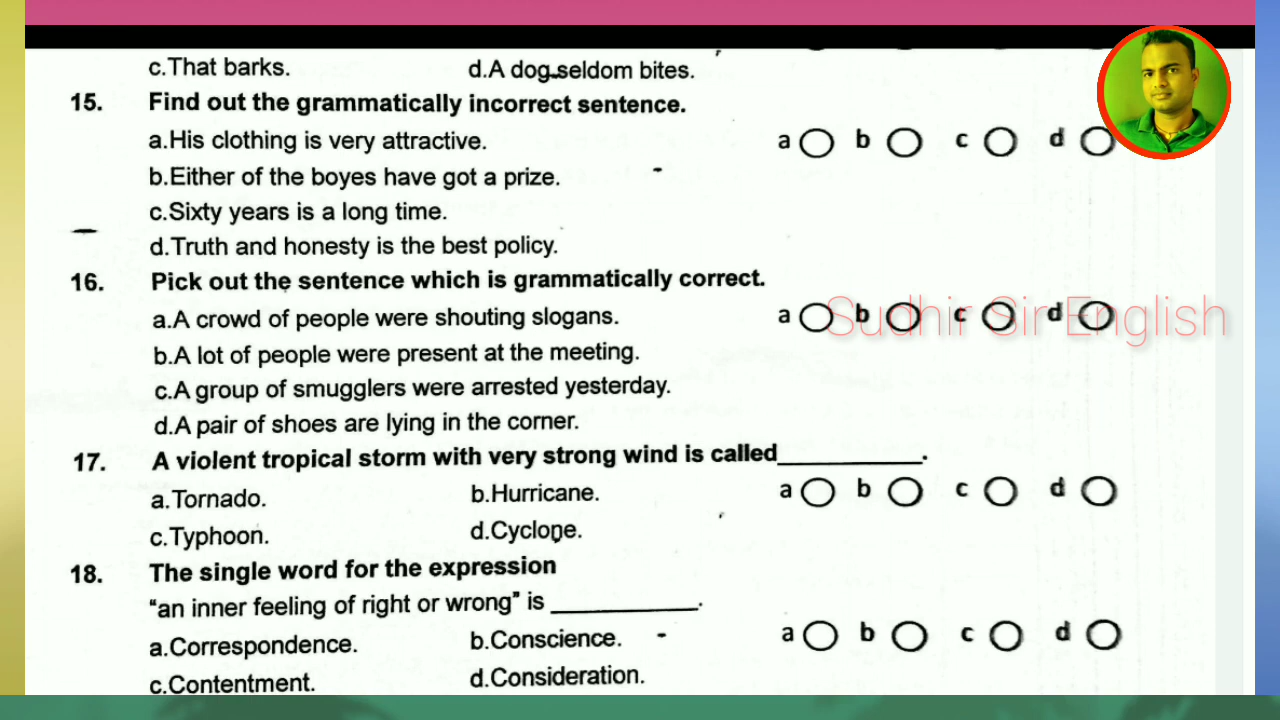 c.That barks. d.A dog seldom bites.
15. Find out the grammatically incorrect sentence.
a.His clothing is very attractive. a b c d
b.Either of the boyes have got a prize.
c.Sixty years is a long time.
d.Truth and honesty is the best policy.
16. Pick out the sentence which is grammatically correct.
a.A crowd of people were shouting slogans. a b c d
Sudhir Sir English
b.A lot of people were present at the meeting.
c.A group of smugglers were arrested yesterday.
d.A pair of shoes are lying in the corner.
17. A violent tropical storm with very strong wind is called___________.
a.Tornado. b.Hurricane. a b c d
c.Typhoon. d.Cyclone.
18. The single word for the expression
"an inner feeling of right or wrong" is ___________.
a.Correspondence. b.Conscience. a b c d
c.Contentment. d.Consideration.